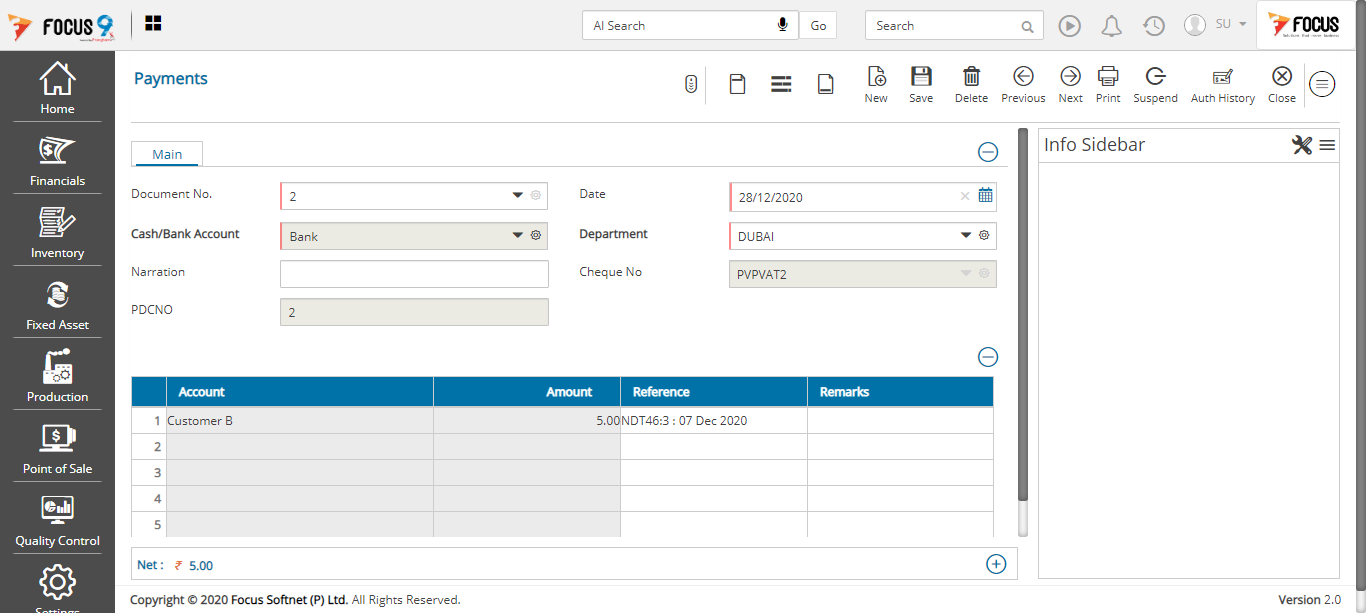 FOCUS 9
AI Search
Go
Search
SU
FOCUS
Home
Financials
Inventory
Fixed Asset
Production
Point of Sale
Quality Control
Settings
Payments
New
Save
Delete
Previous
Next
Print
Suspend
Auth History
Close
Main
Document No.
2
Date
28/12/2020
Cash/Bank Account
Bank
Department
DUBAI
Narration
Cheque No
PVPVAT2
PDCNO
2
Account Amount Reference Remarks
1 Customer B 5.00 NDT46:3 : 07 Dec 2020
2
3
4
5
Net : ₹ 5.00
Info Sidebar
Copyright © 2020 Focus Softnet (P) Ltd. All Rights Reserved.
Version 2.0